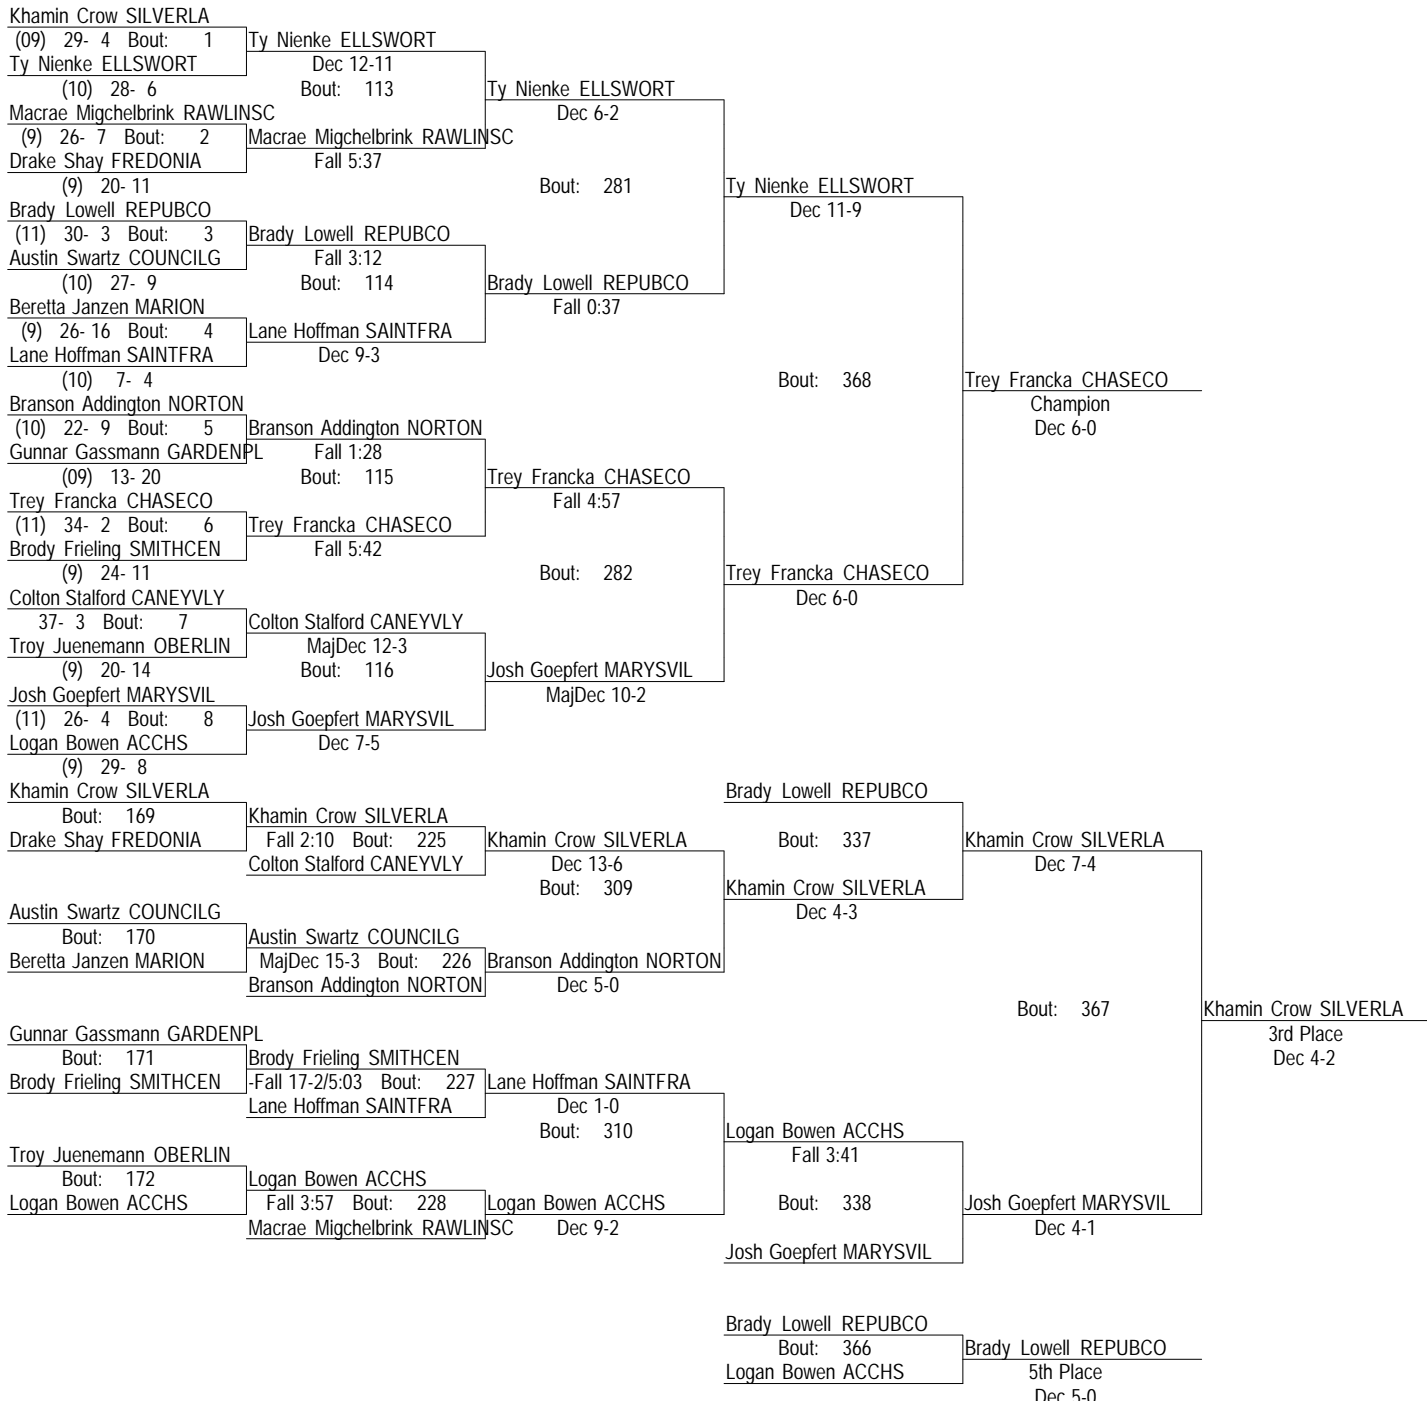 Khamin Crow SILVERLA
(09) 29- 4 Bout: 1 Ty Nienke ELLSWORT
Ty Nienke ELLSWORT Dec 12-11
(10) 28- 6 Bout: 113 Ty Nienke ELLSWORT
Macrae Migchelbrink RAWLINSC Dec 6-2
(9) 26- 7 Bout: 2 Macrae Migchelbrink RAWLINSC
Drake Shay FREDONIA Fall 5:37
(9) 20- 11 Bout: 281 Ty Nienke ELLSWORT
Brady Lowell REPUBCO Dec 11-9
(11) 30- 3 Bout: 3 Brady Lowell REPUBCO
Austin Swartz COUNCILG Fall 3:12
(10) 27- 9 Bout: 114 Brady Lowell REPUBCO
Beretta Janzen MARION Fall 0:37
(9) 26- 16 Bout: 4 Lane Hoffman SAINTFRA
Lane Hoffman SAINTFRA Dec 9-3
(10) 7- 4 Bout: 368 Trey Francka CHASECO
Branson Addington NORTON Champion
(10) 22- 9 Bout: 5 Branson Addington NORTON Dec 6-0
Gunnar Gassmann GARDENPL Fall 1:28
(09) 13- 20 Bout: 115 Trey Francka CHASECO
Trey Francka CHASECO Fall 4:57
(11) 34- 2 Bout: 6 Trey Francka CHASECO
Brody Frieling SMITHCEN Fall 5:42
(9) 24- 11 Bout: 282 Trey Francka CHASECO
Colton Stalford CANEYVLY Dec 6-0
37- 3 Bout: 7 Colton Stalford CANEYVLY
Troy Juenemann OBERLIN MajDec 12-3
(9) 20- 14 Bout: 116 Josh Goepfert MARYSVIL
Josh Goepfert MARYSVIL MajDec 10-2
(11) 26- 4 Bout: 8 Josh Goepfert MARYSVIL
Logan Bowen ACCHS Dec 7-5
(9) 29- 8
Khamin Crow SILVERLA Brady Lowell REPUBCO
Bout: 169 Khamin Crow SILVERLA
Drake Shay FREDONIA Fall 2:10 Bout: 225 Khamin Crow SILVERLA Bout: 337 Khamin Crow SILVERLA
Colton Stalford CANEYVLY Dec 13-6 Dec 7-4
Bout: 309 Khamin Crow SILVERLA
Austin Swartz COUNCILG Dec 4-3
Bout: 170 Austin Swartz COUNCILG
Beretta Janzen MARION MajDec 15-3 Bout: 226 Branson Addington NORTON
Branson Addington NORTON Dec 5-0
Bout: 367 Khamin Crow SILVERLA
Gunnar Gassmann GARDENPL 3rd Place
Bout: 171 Brody Frieling SMITHCEN Dec 4-2
Brody Frieling SMITHCEN -Fall 17-2/5:03 Bout: 227 Lane Hoffman SAINTFRA
Lane Hoffman SAINTFRA Dec 1-0
Bout: 310 Logan Bowen ACCHS
Troy Juenemann OBERLIN Fall 3:41
Bout: 172 Logan Bowen ACCHS
Logan Bowen ACCHS Fall 3:57 Bout: 228 Logan Bowen ACCHS Bout: 338 Josh Goepfert MARYSVIL
Macrae Migchelbrink RAWLINSC Dec 9-2 Dec 4-1
Josh Goepfert MARYSVIL
Brady Lowell REPUBCO
Bout: 366 Brady Lowell REPUBCO
Logan Bowen ACCHS 5th Place
Dec 5-0